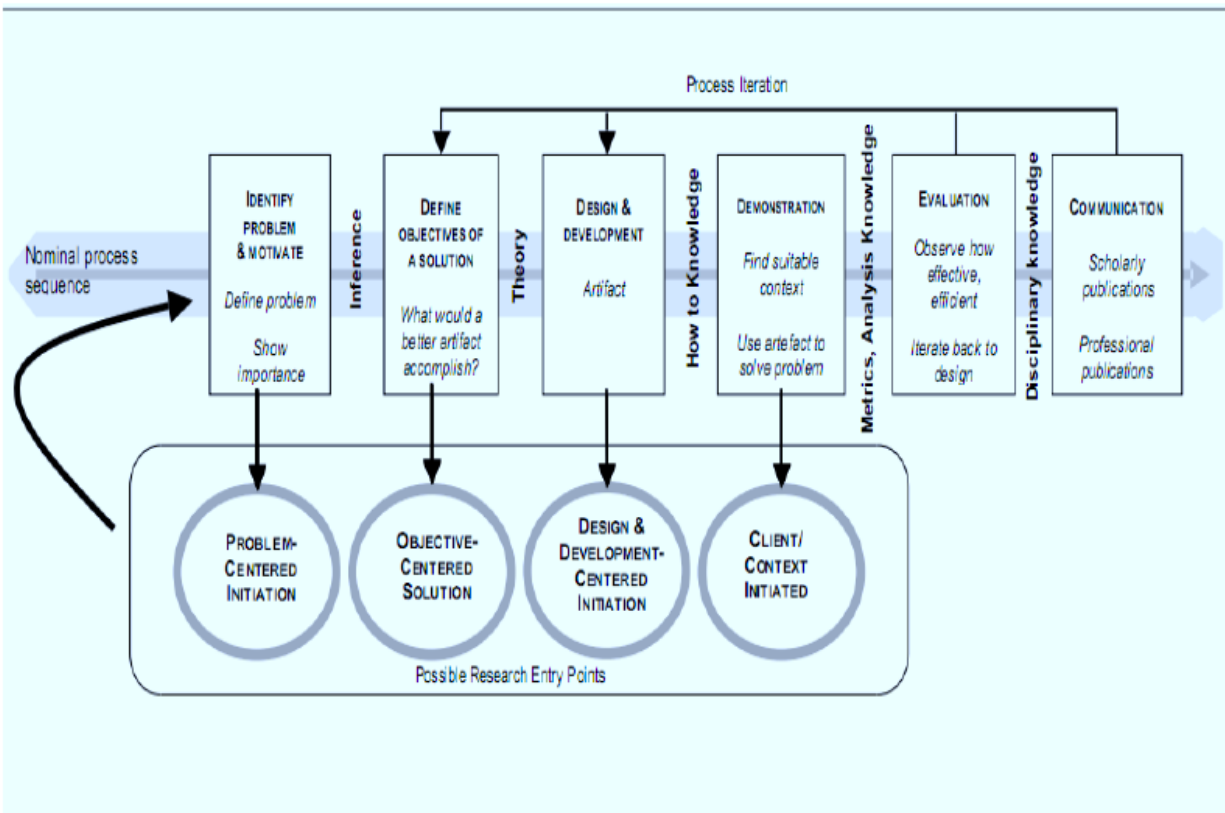 Process Iteration
Nominal process
sequence
IDENTIFY
PROBLEM
& MOTIVATE
Define problem
Show
importance
Inference
DEFINE
OBJECTIVES OF
A SOLUTION
What would a
better artifact
accomplish?
Theory
DESIGN &
DEVELOPMENT
Artifact
How to Knowledge
DEMONSTRATION
Find suitable
context
Use artefact to
solve problem
Metrics, Analysis Knowledge
EVALUATION
Observe how
effective,
efficient
Iterate back to
design
Disciplinary knowledge
COMMUNICATION
Scholarly
publications
Professional
publications
PROBLEM-
CENTERED
INITIATION
OBJECTIVE-
CENTERED
SOLUTION
DESIGN &
DEVELOPMENT-
CENTERED
INITIATION
CLIENT/
CONTEXT
INITIATED
Possible Research Entry Points